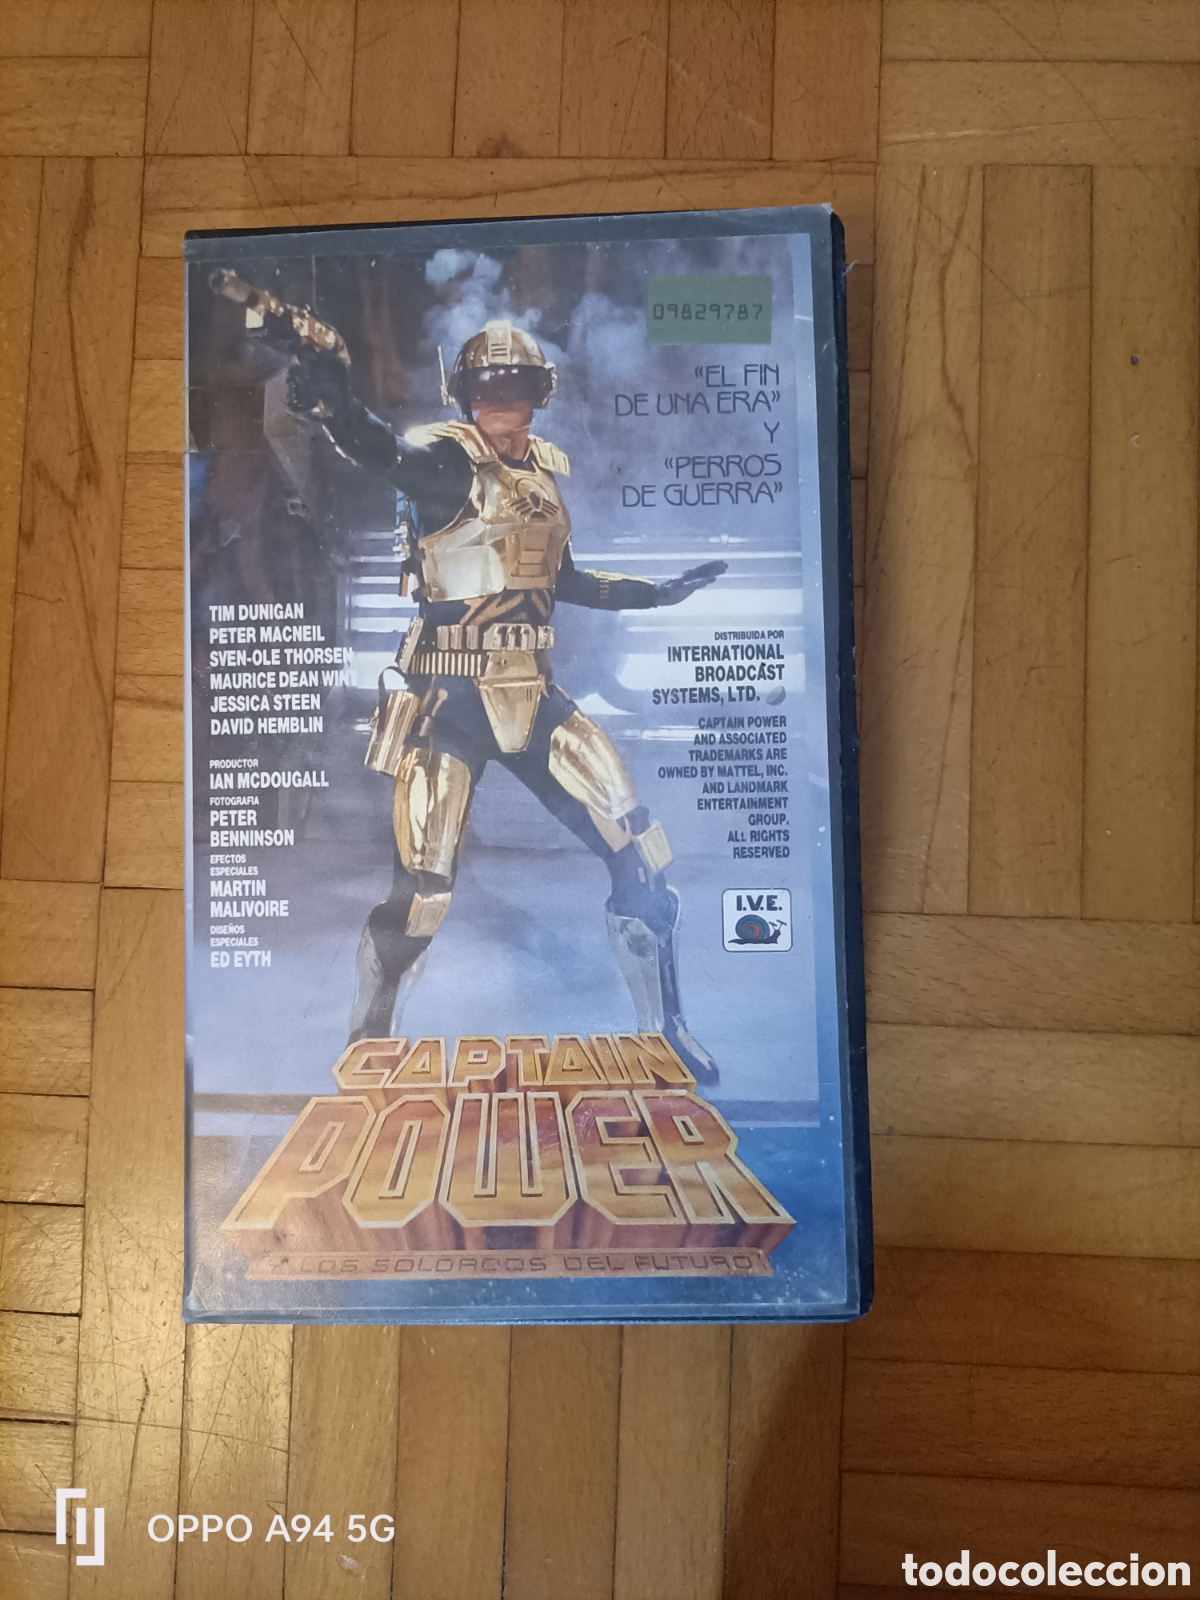 09829787
“EL FIN
DE UNA ERA”
Y
“PERROS
DE GUERRA”
TIM DUNIGAN
PETER MACNEIL
SVEN-OLE THORSEN
MAURICE DEAN WINT
JESSICA STEEN
DAVID HEMBLIN
PRODUCTOR
IAN MCDOUGALL
FOTOGRAFIA
PETER
BENNINSON
EFECTOS
ESPECIALES
MARTIN
MALIVOIRE
DISEÑOS
ESPECIALES
ED EYTH
DISTRIBUIDA POR
INTERNATIONAL
BROADCAST
SYSTEMS, LTD.
CAPTAIN POWER
AND ASSOCIATED
TRADEMARKS ARE
OWNED BY MATTEL, INC.
AND LANDMARK
ENTERTAINMENT
GROUP.
ALL RIGHTS
RESERVED
I.V.E.
CAPTAIN
POWER
Y LOS SOLDADOS DEL FUTURO
OPPO A94 5G
todocoleccion